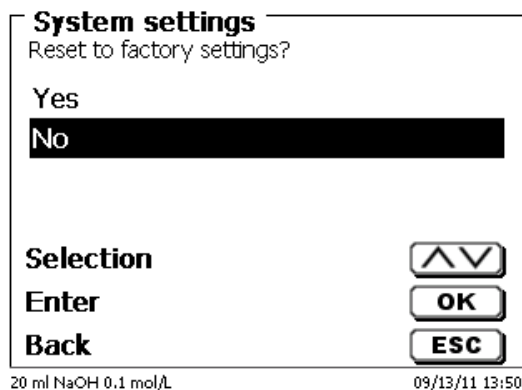 System settings
Reset to factory settings?
Yes
No
Selection
Enter OK
Back ESC
20 ml NaOH 0.1 mol/L 09/13/11 13:50